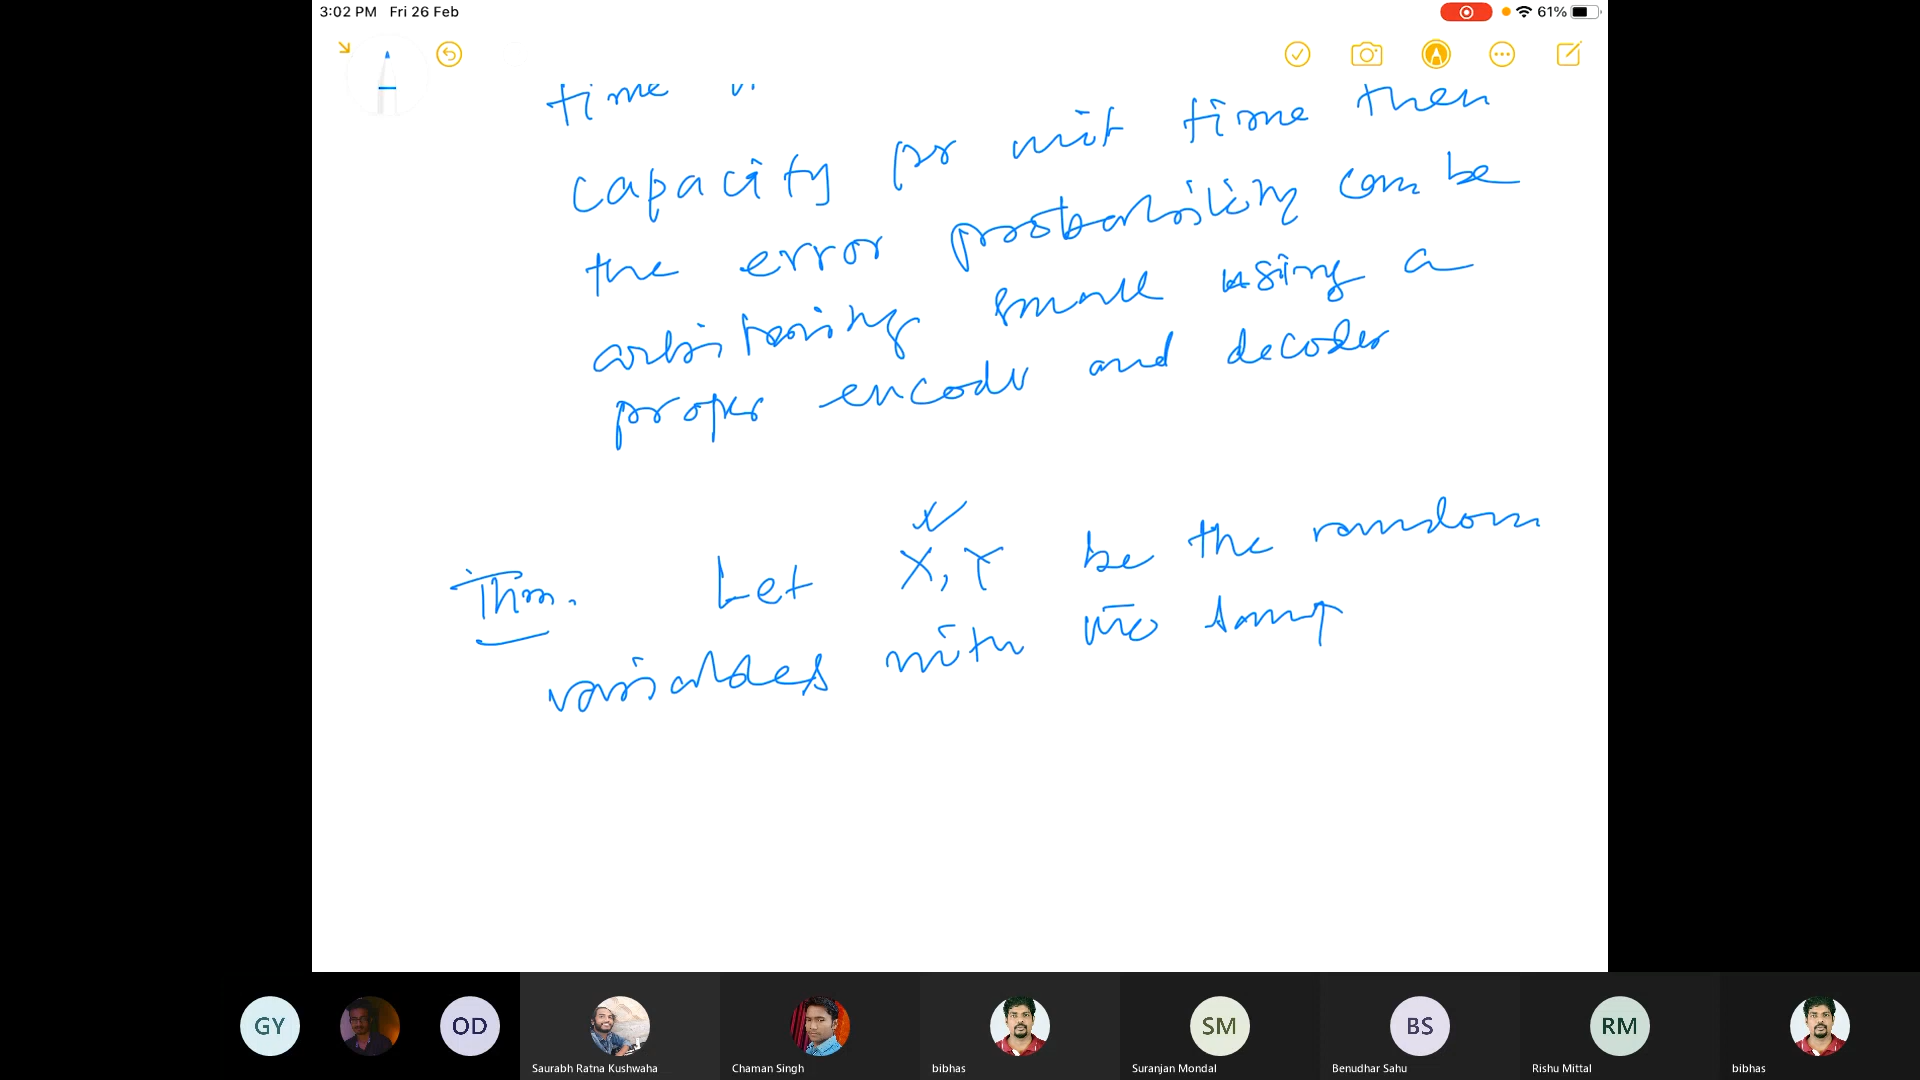 3:02 PM Fri 26 Feb
61%
time
capacity per unit time then
the error probability can be
arbitrarily small using a
proper encoder and decoder
Thm. Let X, Y be the random
variables with
GY
OD
SM
BS
RM
Saurabh Ratna Kushwaha
Chaman Singh
bibhas
Suranjan Mondal
Benudhar Sahu
Rishu Mittal
bibhas